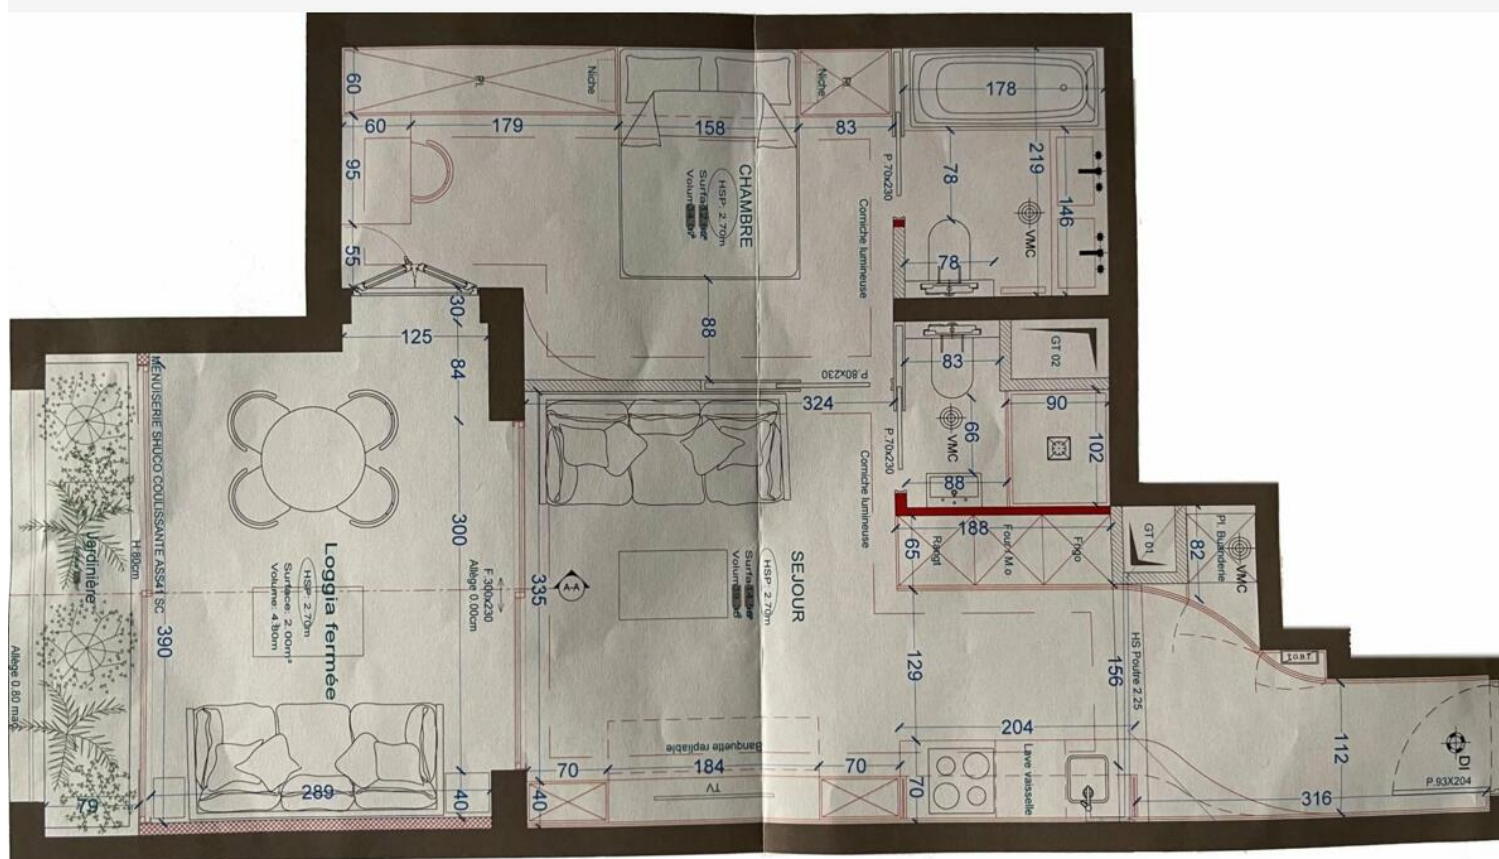 60
Pl.
Niche
Niche
Pl.
178
60
179
158
83
95
55
CHAMBRE
HSP: 2.70m
Corniche lumineuse
P.70x230
78
219
146
VMC
78
88
30
125
84
P.80x230
324
83
GT 02
90
66
VMC
102
88
P.70x230
MENUISERIE SHUCO COULISSANTE ASS41 SC
300
F.300x230
Allège 0.00cm
335
A-A
SEJOUR
HSP: 2.70m
Corniche lumineuse
188
65
Rangt
Four\M.o
Frigo
GT 01
82
Pl. Buanderie
VMC
H 80cm
Jardinière
390
Loggia fermée
HSP: 2.70m
Surface: 2.00m²
Volume: 4.80m
Allège 0.80 max.
129
156
HS Poutre 2.25
T.O.B.T
204
Lave vaisselle
112
DI
P.93X204
316
Banquette repliable
70
184
70
TV
40
70
79
289
40